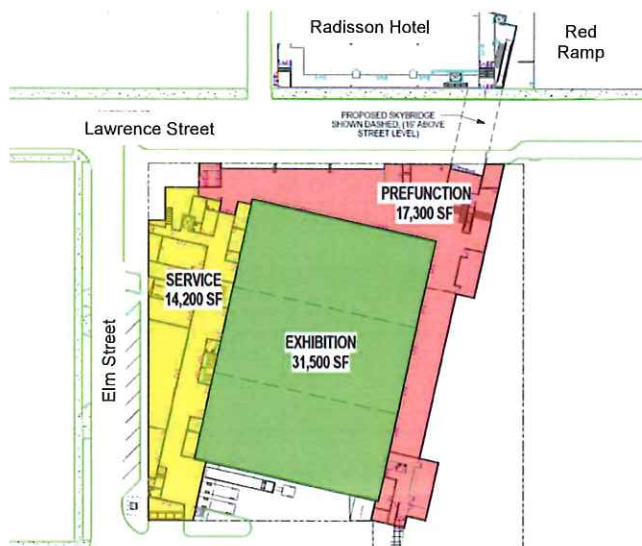 Radisson Hotel
Red
Ramp
PROPOSED SKYBRIDGE
SHOWN DASHED, (16' ABOVE
STREET LEVEL)
Lawrence Street
PREFUNCTION
17,300 SF
SERVICE
14,200 SF
EXHIBITION
31,500 SF
Elm Street